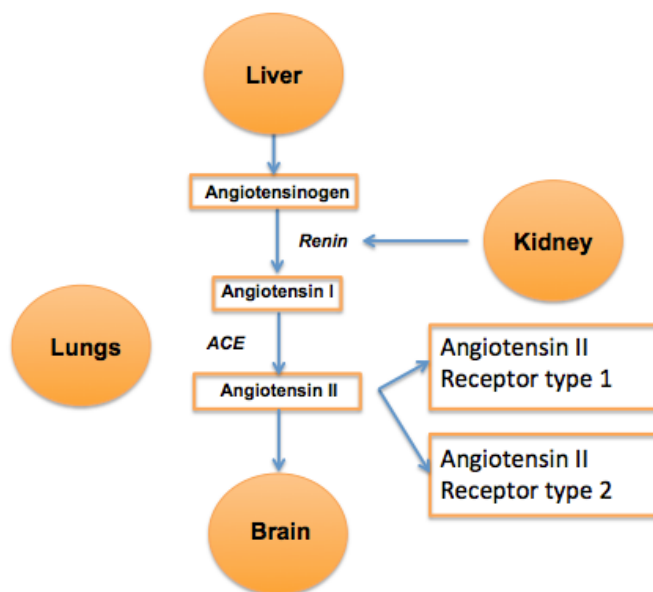 Liver
Angiotensinogen
Renin
Kidney
Angiotensin I
Lungs
ACE
Angiotensin II
Receptor type 1
Angiotensin II
Angiotensin II
Receptor type 2
Brain